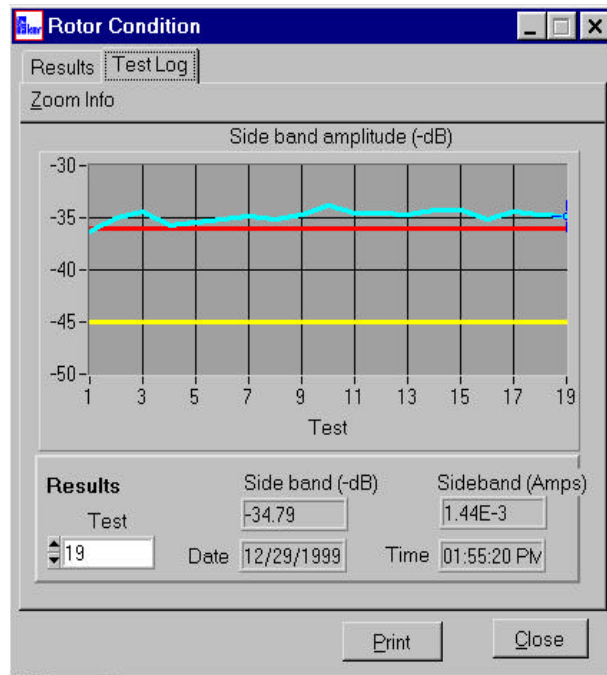 Rotor Condition
Results Test Log
Zoom Info
Side band amplitude (-dB)
-30
-35
-40
-45
-50
1 3 5 7 9 11 13 15 17 19
Test
Results Side band (-dB) Sideband (Amps)
Test -34.79 1.44E-3
19 Date 12/29/1999 Time 01:55:20 PM
Print Close